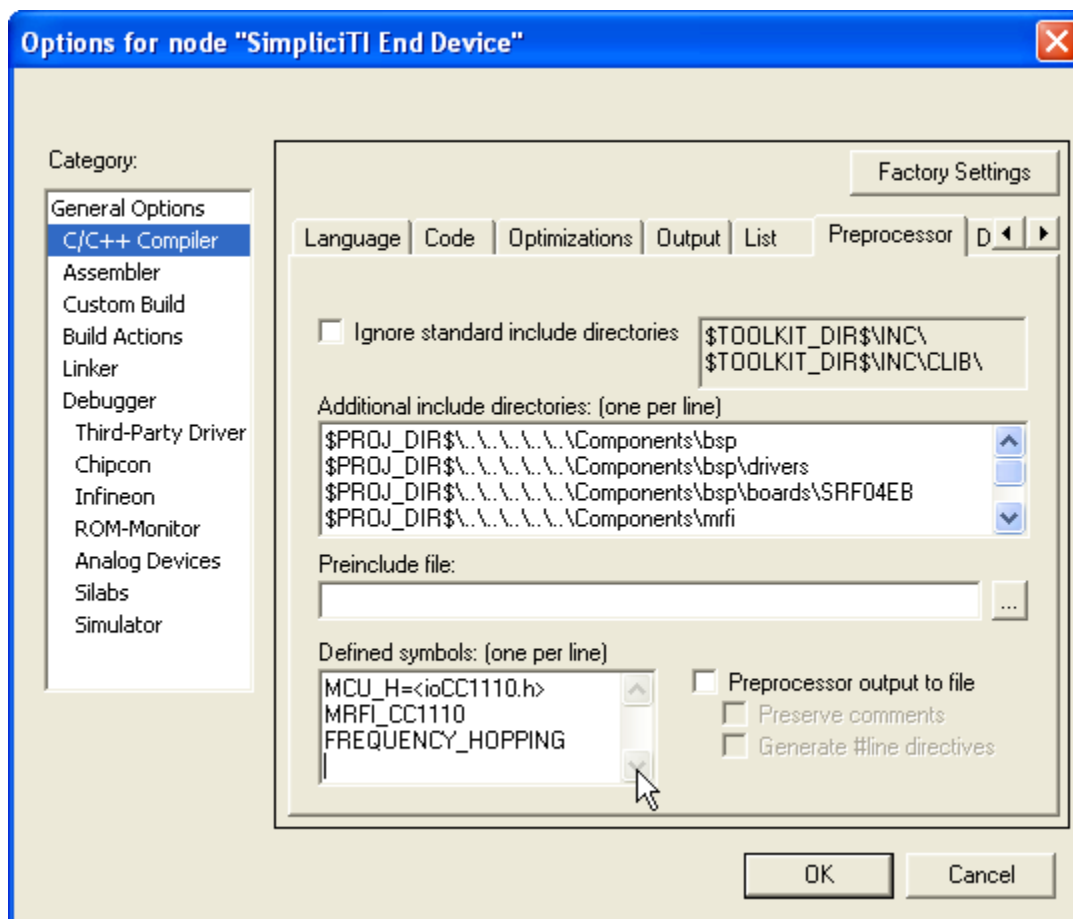 Options for node "SimpliciTI End Device"
Category:
General Options
C/C++ Compiler
Assembler
Custom Build
Build Actions
Linker
Debugger
Third-Party Driver
Chipcon
Infineon
ROM-Monitor
Analog Devices
Silabs
Simulator
Factory Settings
Language Code Optimizations Output List Preprocessor D
Ignore standard include directories
$TOOLKIT_DIR$\INC\
$TOOLKIT_DIR$\INC\CLIB\
Additional include directories: (one per line)
$PROJ_DIR$\..\..\..\..\..\Components\bsp
$PROJ_DIR$\..\..\..\..\..\Components\bsp\drivers
$PROJ_DIR$\..\..\..\..\..\Components\bsp\boards\SRF04EB
$PROJ_DIR$\..\..\..\..\..\Components\mrfi
Preinclude file:
...
Defined symbols: (one per line)
MCU_H=<ioCC1110.h>
MRFI_CC1110
FREQUENCY_HOPPING
Preprocessor output to file
Preserve comments
Generate #line directives
OK Cancel